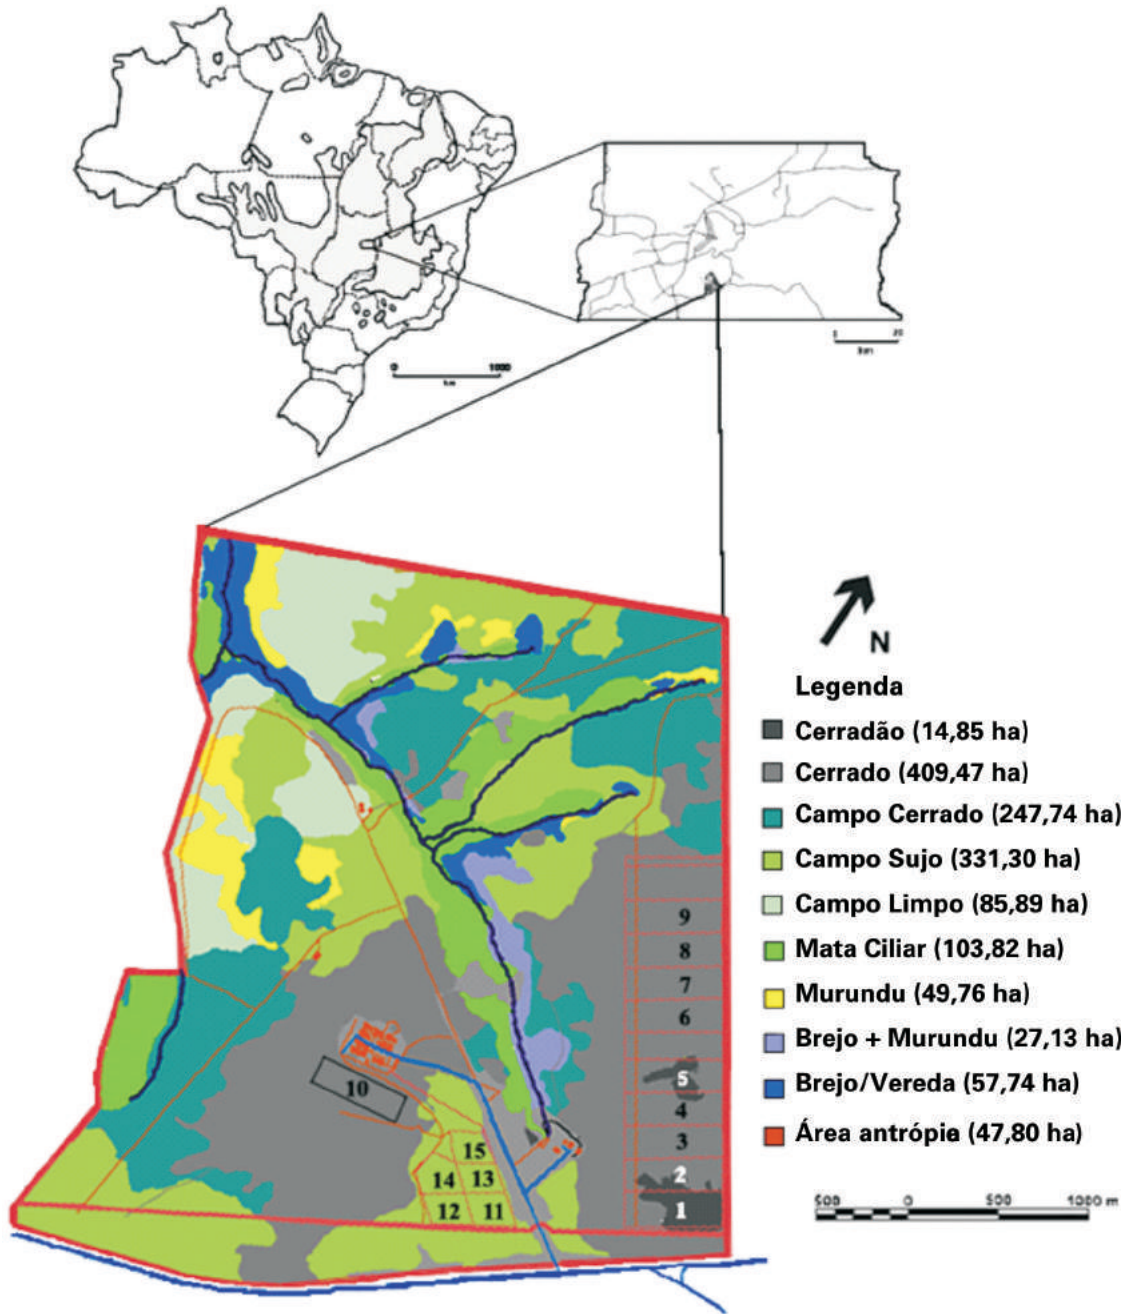 0 1000
km
0 20
N
Legenda
Cerradão (14,85 ha)
Cerrado (409,47 ha)
Campo Cerrado (247,74 ha)
Campo Sujo (331,30 ha)
Campo Limpo (85,89 ha)
Mata Ciliar (103,82 ha)
Murundu (49,76 ha)
Brejo + Murundu (27,13 ha)
Brejo/Vereda (57,74 ha)
Área antrópia (47,80 ha)
9
8
7
6
5
10
4
3
15
2
14 13
12 11
1
500 0 500 1000 m